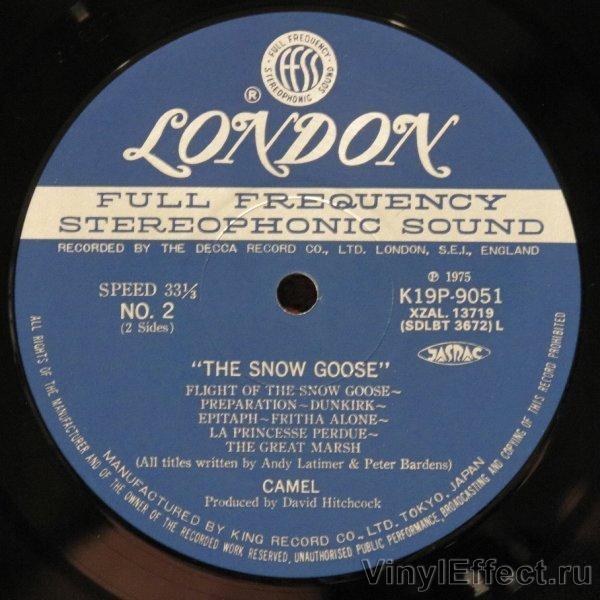 FULL FREQUENCY
ffss
STEREOPHONIC SOUND
®
LONDON
FULL FREQUENCY
STEREOPHONIC SOUND
RECORDED BY THE DECCA RECORD CO., LTD. LONDON, S.E.I., ENGLAND
SPEED 33⅓
NO. 2
(2 Sides)
℗ 1975
K19P-9051
XZAL. 13719
(SDLBT 3672) L
JASRAC
"THE SNOW GOOSE"
FLIGHT OF THE SNOW GOOSE~
PREPARATION~DUNKIRK~
EPITAPH~FRITHA ALONE~
LA PRINCESSE PERDUE~
THE GREAT MARSH
(All titles written by Andy Latimer & Peter Bardens)
CAMEL
Produced by David Hitchcock
MANUFACTURED BY KING RECORD CO., LTD. TOKYO, JAPAN
ALL RIGHTS OF THE MANUFACTURER AND OF THE OWNER OF THE RECORDED WORK RESERVED, UNAUTHORISED PUBLIC PERFORMANCE, BROADCASTING AND COPYING OF THIS RECORD PROHIBITED
VinylEffect.ru